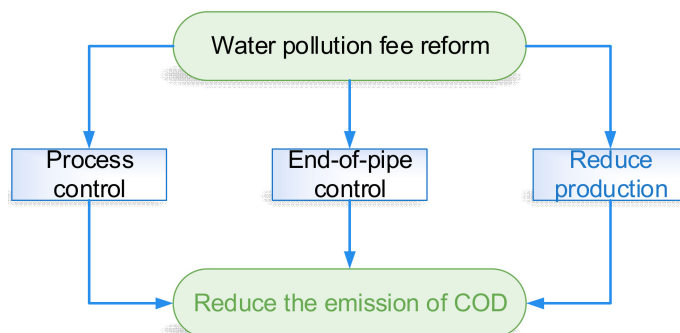 Water pollution fee reform
Process
control
End-of-pipe
control
Reduce
production
Reduce the emission of COD